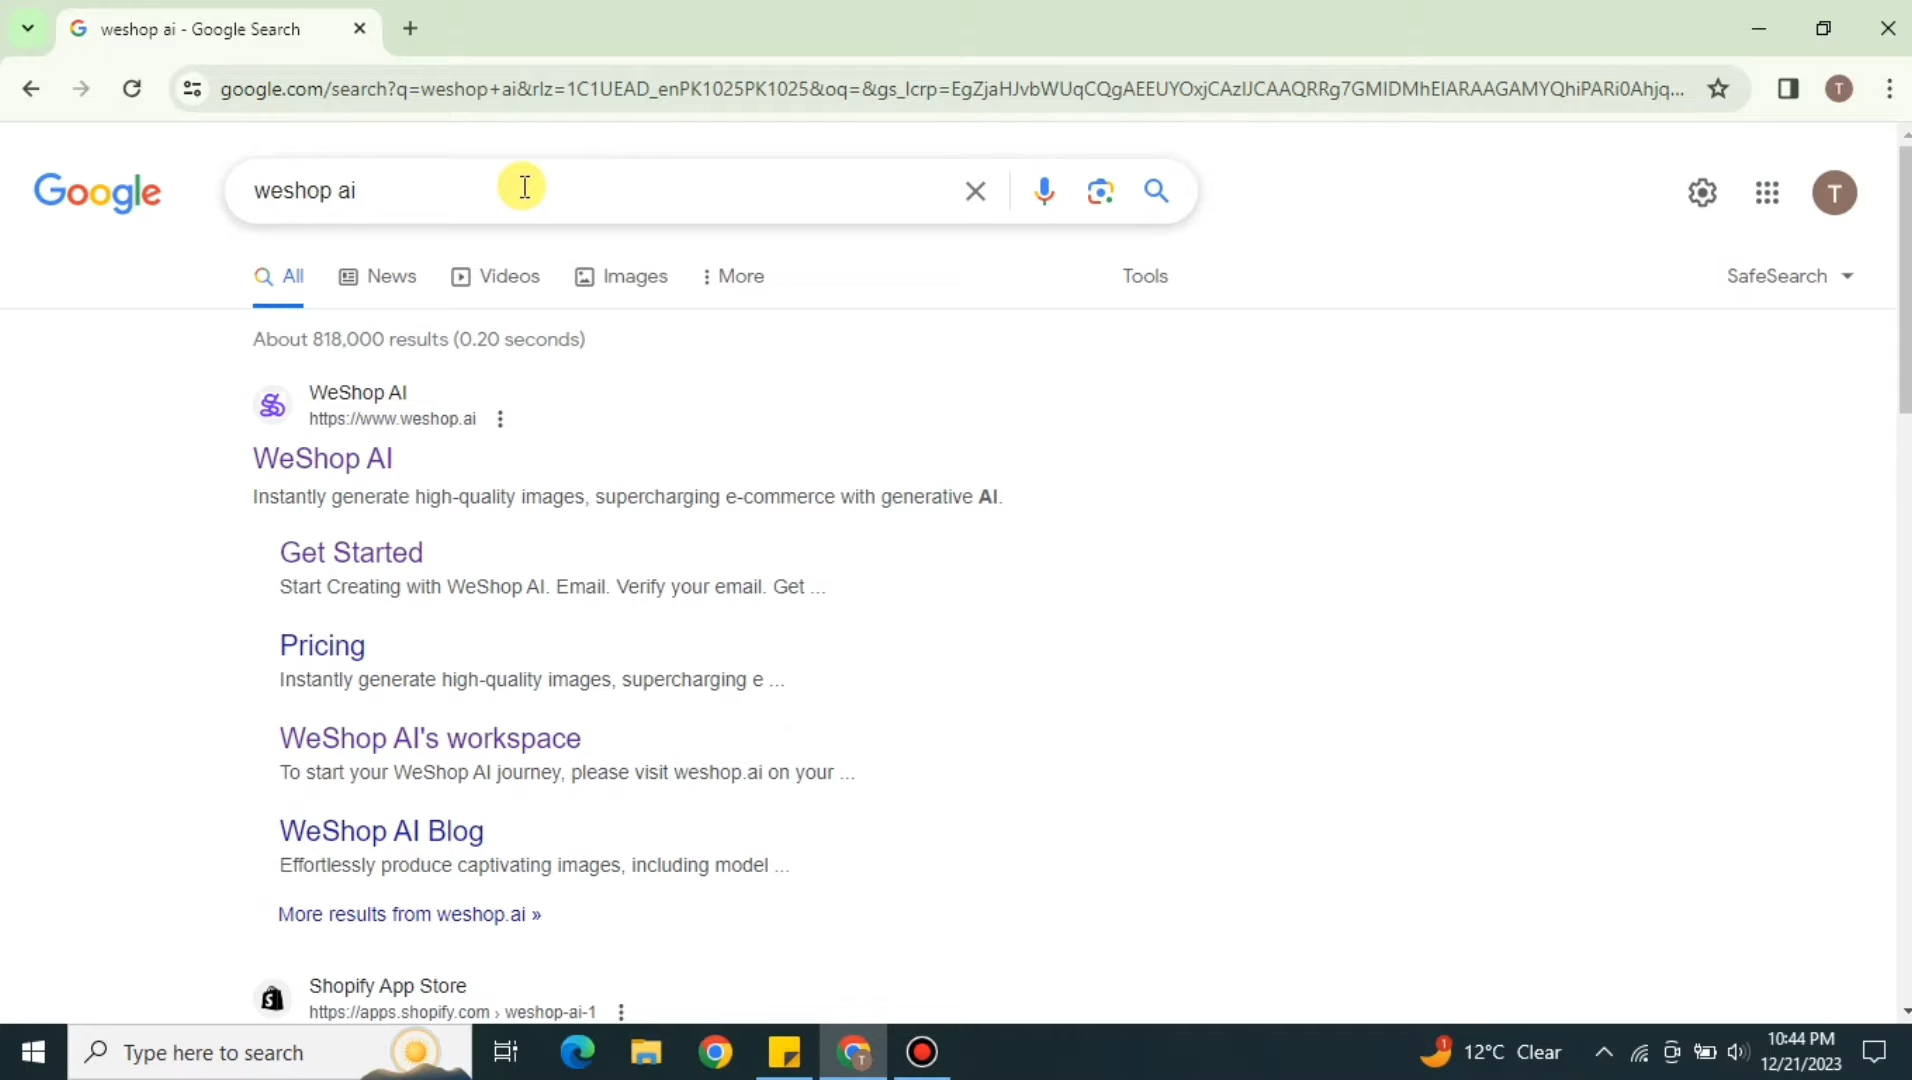 weshop ai - Google Search
google.com/search?q=weshop+ai&rlz=1C1UEAD_enPK1025PK1025&oq=&gs_lcrp=EgZjaHJvbWUqCQgAEEUYOxjCAzIJCAAQRRg7GMIDMhEIARAAGAMYQhiPARi0Ahjq...
T
Google
weshop ai
T
All
News
Videos
Images
More
Tools
SafeSearch
About 818,000 results (0.20 seconds)
WeShop AI
https://www.weshop.ai
WeShop AI
Instantly generate high-quality images, supercharging e-commerce with generative AI.
Get Started
Start Creating with WeShop AI. Email. Verify your email. Get ...
Pricing
Instantly generate high-quality images, supercharging e ...
WeShop AI's workspace
To start your WeShop AI journey, please visit weshop.ai on your ...
WeShop AI Blog
Effortlessly produce captivating images, including model ...
More results from weshop.ai »
Shopify App Store
https://apps.shopify.com › weshop-ai-1
Type here to search
T
1
12°C Clear
10:44 PM
12/21/2023